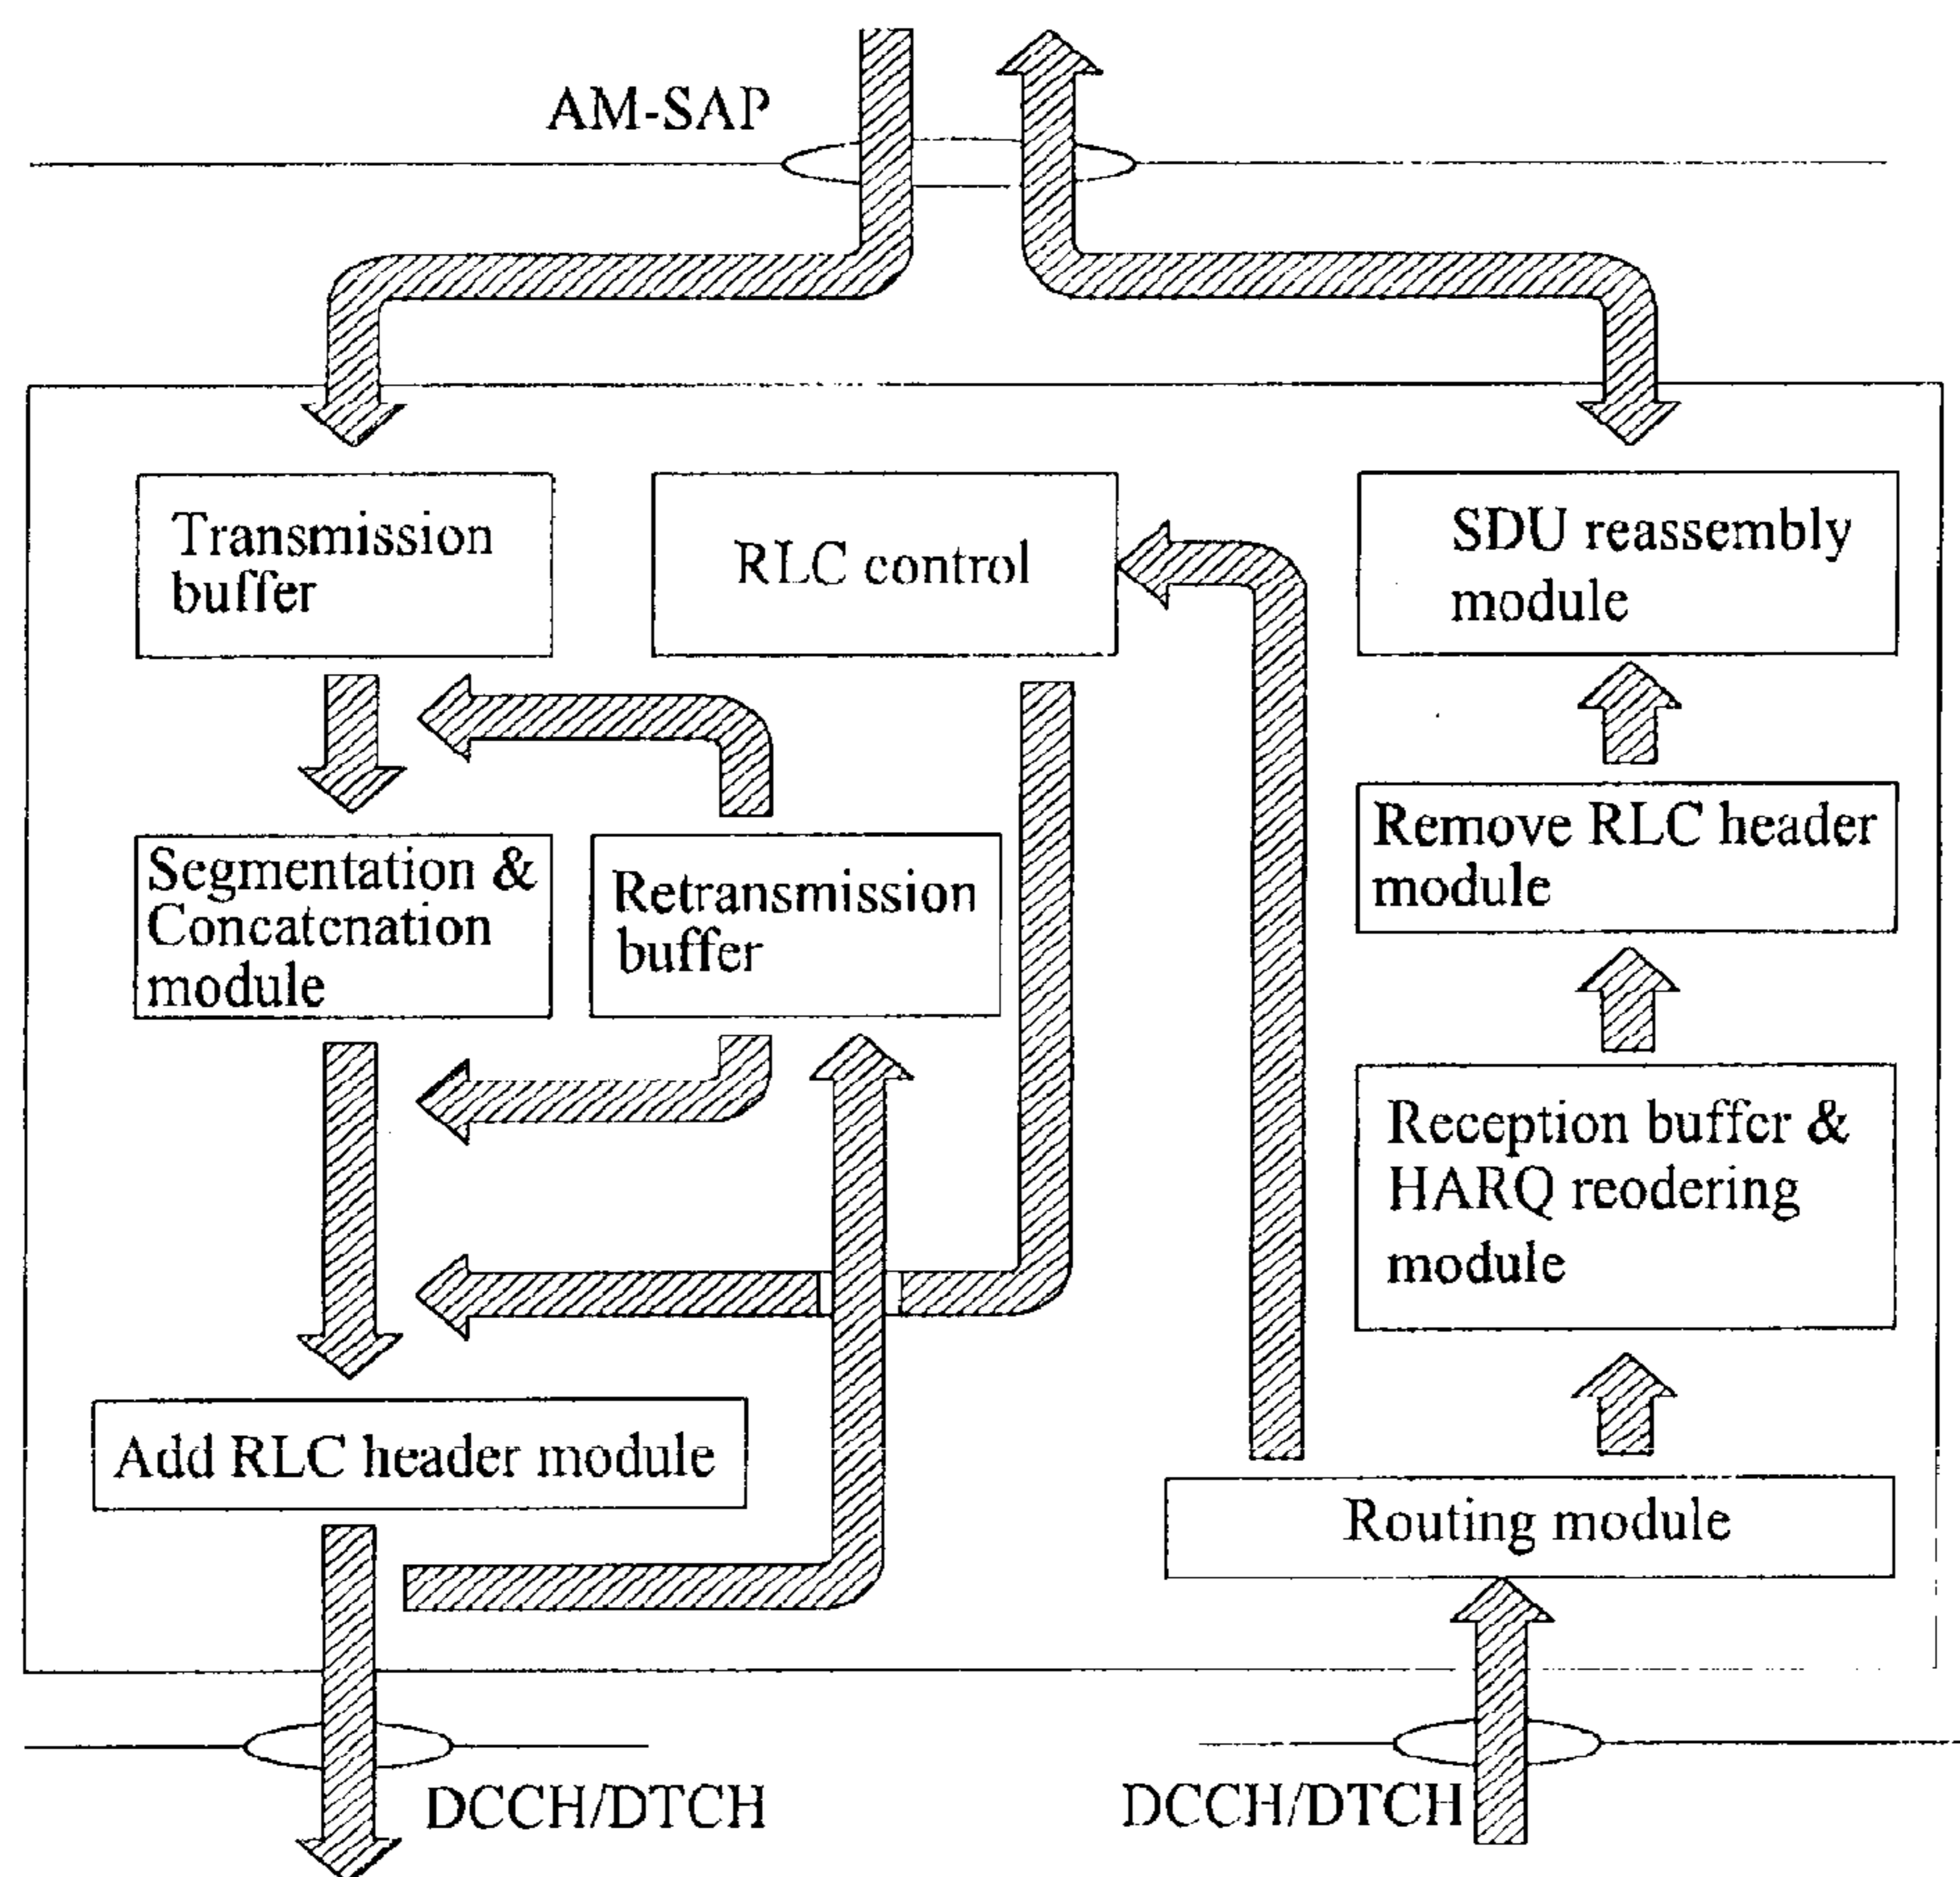 AM-SAP
Transmission
buffer
RLC control
SDU reassembly
module
Segmentation &
Concatenation
module
Retransmission
buffer
Remove RLC header
module
Reception buffer &
HARQ reodering
module
Add RLC header module
Routing module
DCCH/DTCH
DCCH/DTCH